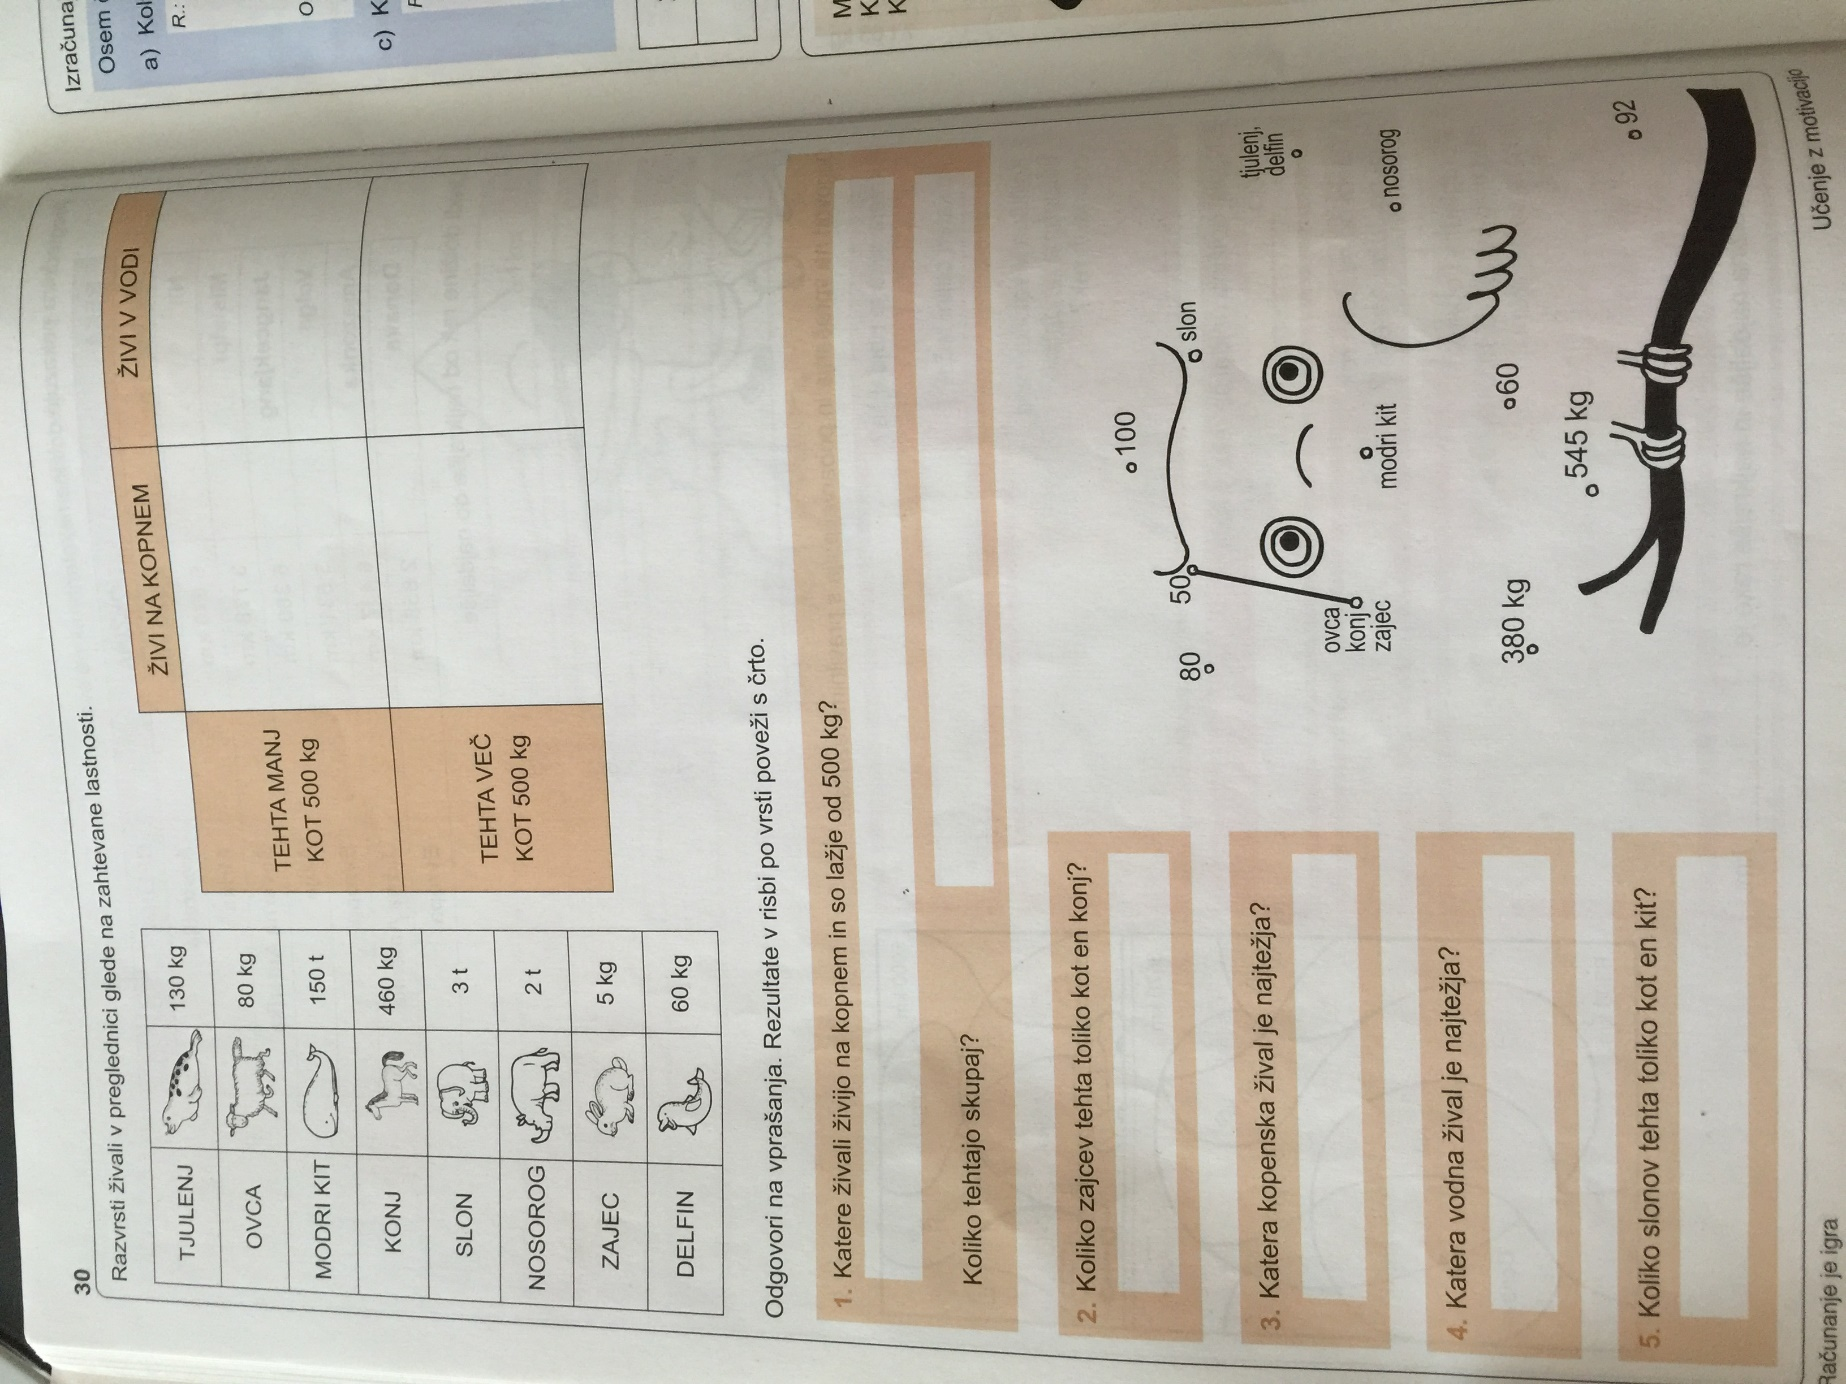 30
Razvrsti živali v preglednici glede na zahtevane lastnosti.
TJULENJ 130 kg
OVCA 80 kg
MODRI KIT 150 t
KONJ 460 kg
SLON 3 t
NOSOROG 2 t
ZAJEC 5 kg
DELFIN 60 kg
ŽIVI NA KOPNEM ŽIVI V VODI
TEHTA MANJ
KOT 500 kg
TEHTA VEČ
KOT 500 kg
Odgovori na vprašanja. Rezultate v risbi po vrsti poveži s črto.
1. Katere živali živijo na kopnem in so lažje od 500 kg?
Koliko tehtajo skupaj?
2. Koliko zajcev tehta toliko kot en konj?
3. Katera kopenska žival je najtežja?
4. Katera vodna žival je najtežja?
5. Koliko slonov tehta toliko kot en kit?
100
80
50
slon
tjulenj,
delfin
ovca
konj
zajec
modri kit
nosorog
380 kg
60
545 kg
92
Računanje je igra
Učenje z motivacijo
Izračuna
Osem
a) Kol
R.:
c) K